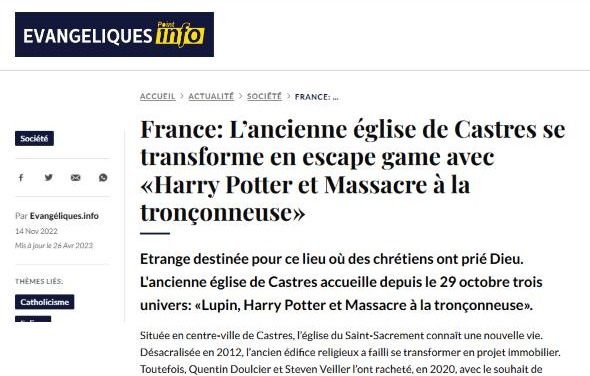 EVANGELIQUES Point info
ACCUEIL > ACTUALITÉ > SOCIÉTÉ > FRANCE: ...
Société
France: L’ancienne église de Castres se
transforme en escape game avec
«Harry Potter et Massacre à la
tronçonneuse»
Par Evangéliques.info
14 Nov 2022
Mis à jour le 26 Avr 2023
THÈMES LIÉS:
Catholicisme
Etrange destinée pour ce lieu où des chrétiens ont prié Dieu.
L'ancienne église de Castres accueille depuis le 29 octobre trois
univers: «Lupin, Harry Potter et Massacre à la tronçonneuse».
Située en centre-ville de Castres, l’église du Saint-Sacrement connaît une nouvelle vie.
Désacralisée en 2012, l’ancien édifice religieux a failli se transformer en projet immobilier.
Toutefois, Quentin Doulcier et Steven Veiller l’ont racheté, en 2020, avec le souhait de